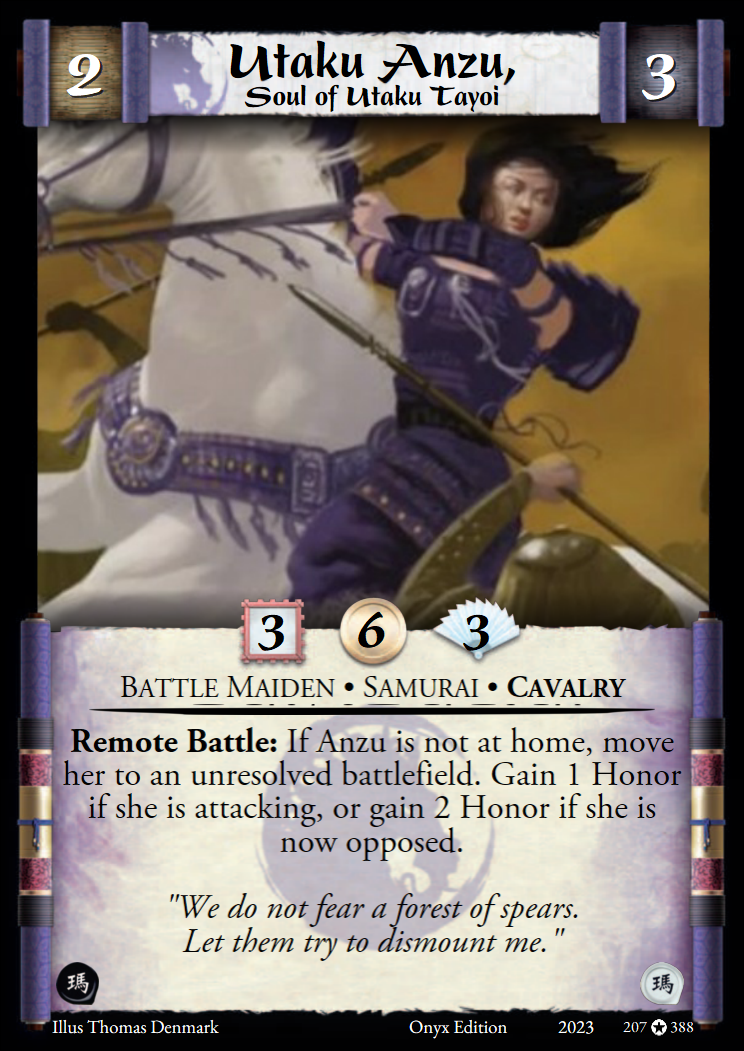 2
Utaku Anzu,
3
Soul of Utaku Tayoi
3
6
3
Battle Maiden • Samurai • Cavalry
Remote Battle: If Anzu is not at home, move
her to an unresolved battlefield. Gain 1 Honor
if she is attacking, or gain 2 Honor if she is
now opposed.
"We do not fear a forest of spears.
Let them try to dismount me."
瑪
瑪
Illus Thomas Denmark
Onyx Edition
2023
207 ✪ 388